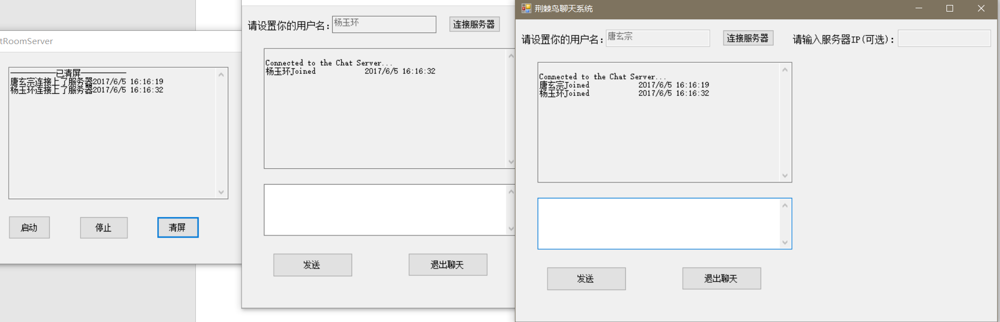 tRoomServer
————————已清屏————————
唐玄宗连接上了服务器2017/6/5 16:16:19
杨玉环连接上了服务器2017/6/5 16:16:32
启动
停止
清屏
请设置你的用户名：
杨玉环
连接服务器
Connected to the Chat Server...
杨玉环Joined 2017/6/5 16:16:32
发送
退出聊天
荆棘鸟聊天系统
请设置你的用户名：
唐玄宗
连接服务器
请输入服务器IP(可选)：
Connected to the Chat Server...
唐玄宗Joined 2017/6/5 16:16:19
杨玉环Joined 2017/6/5 16:16:32
发送
退出聊天